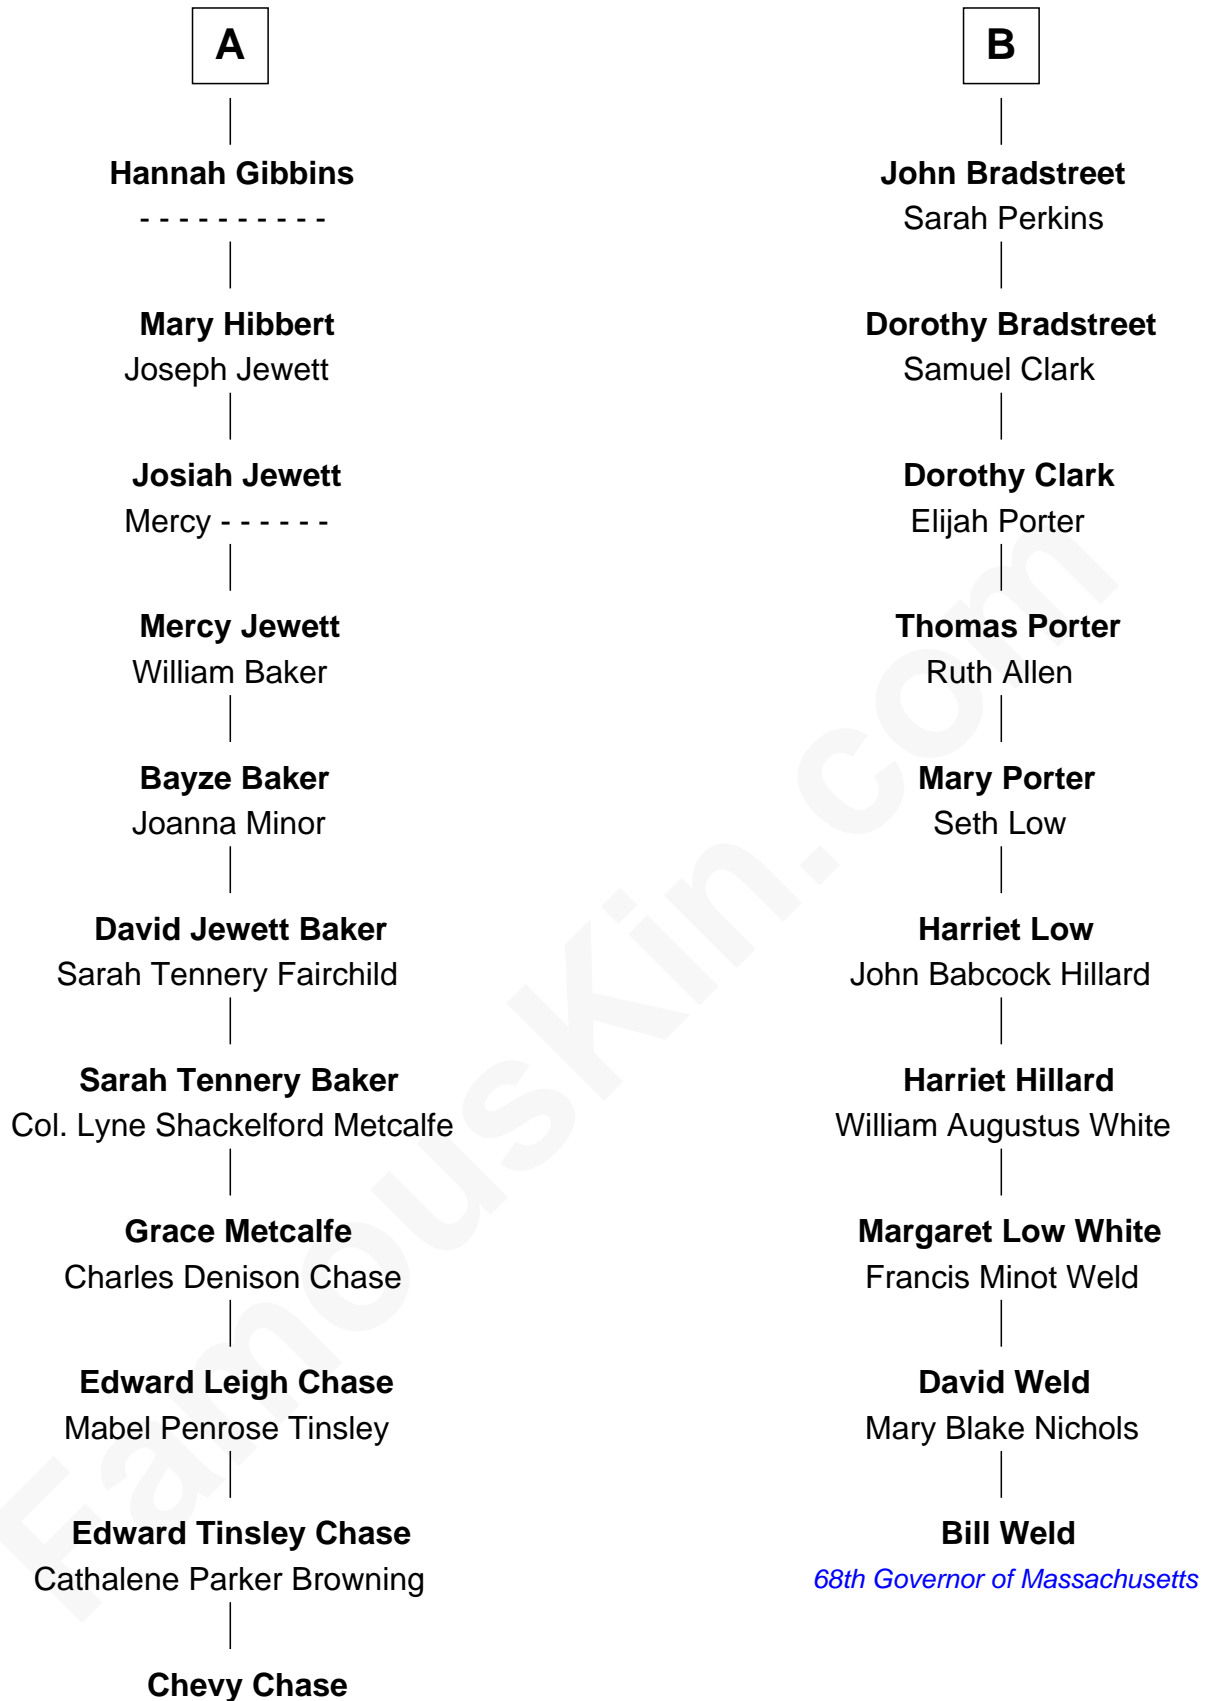 A
Hannah Gibbins
- - - - - - - - - -
Mary Hibbert
Joseph Jewett
Josiah Jewett
Mercy - - - - - -
Mercy Jewett
William Baker
Bayze Baker
Joanna Minor
David Jewett Baker
Sarah Tennery Fairchild
Sarah Tennery Baker
Col. Lyne Shackelford Metcalfe
Grace Metcalfe
Charles Denison Chase
Edward Leigh Chase
Mabel Penrose Tinsley
Edward Tinsley Chase
Cathalene Parker Browning
Chevy Chase
B
John Bradstreet
Sarah Perkins
Dorothy Bradstreet
Samuel Clark
Dorothy Clark
Elijah Porter
Thomas Porter
Ruth Allen
Mary Porter
Seth Low
Harriet Low
John Babcock Hillard
Harriet Hillard
William Augustus White
Margaret Low White
Francis Minot Weld
David Weld
Mary Blake Nichols
Bill Weld
68th Governor of Massachusetts
FamousKin.com